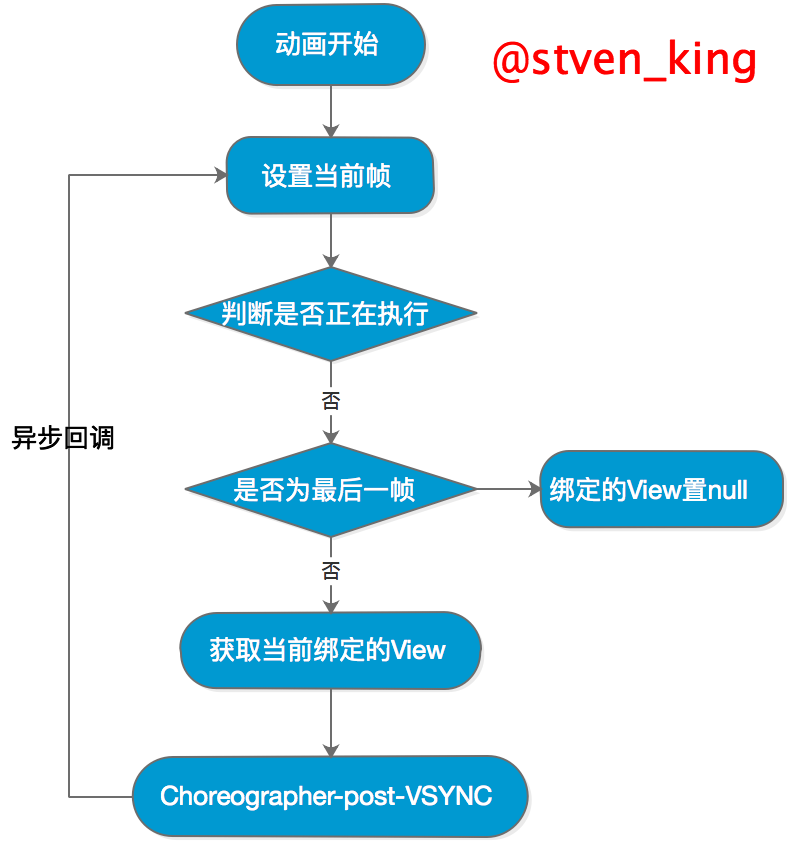 动画开始
@stven_king
设置当前帧
判断是否正在执行
否
异步回调
是否为最后一帧
绑定的View置null
否
获取当前绑定的View
Choreographer-post-VSYNC